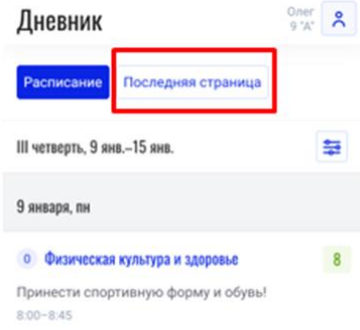 Дневник
Олег
9 "А"
Расписание
Последняя страница
III четверть, 9 янв.–15 янв.
9 января, пн
0 Физическая культура и здоровье 8
Принести спортивную форму и обувь!
8:00–8:45